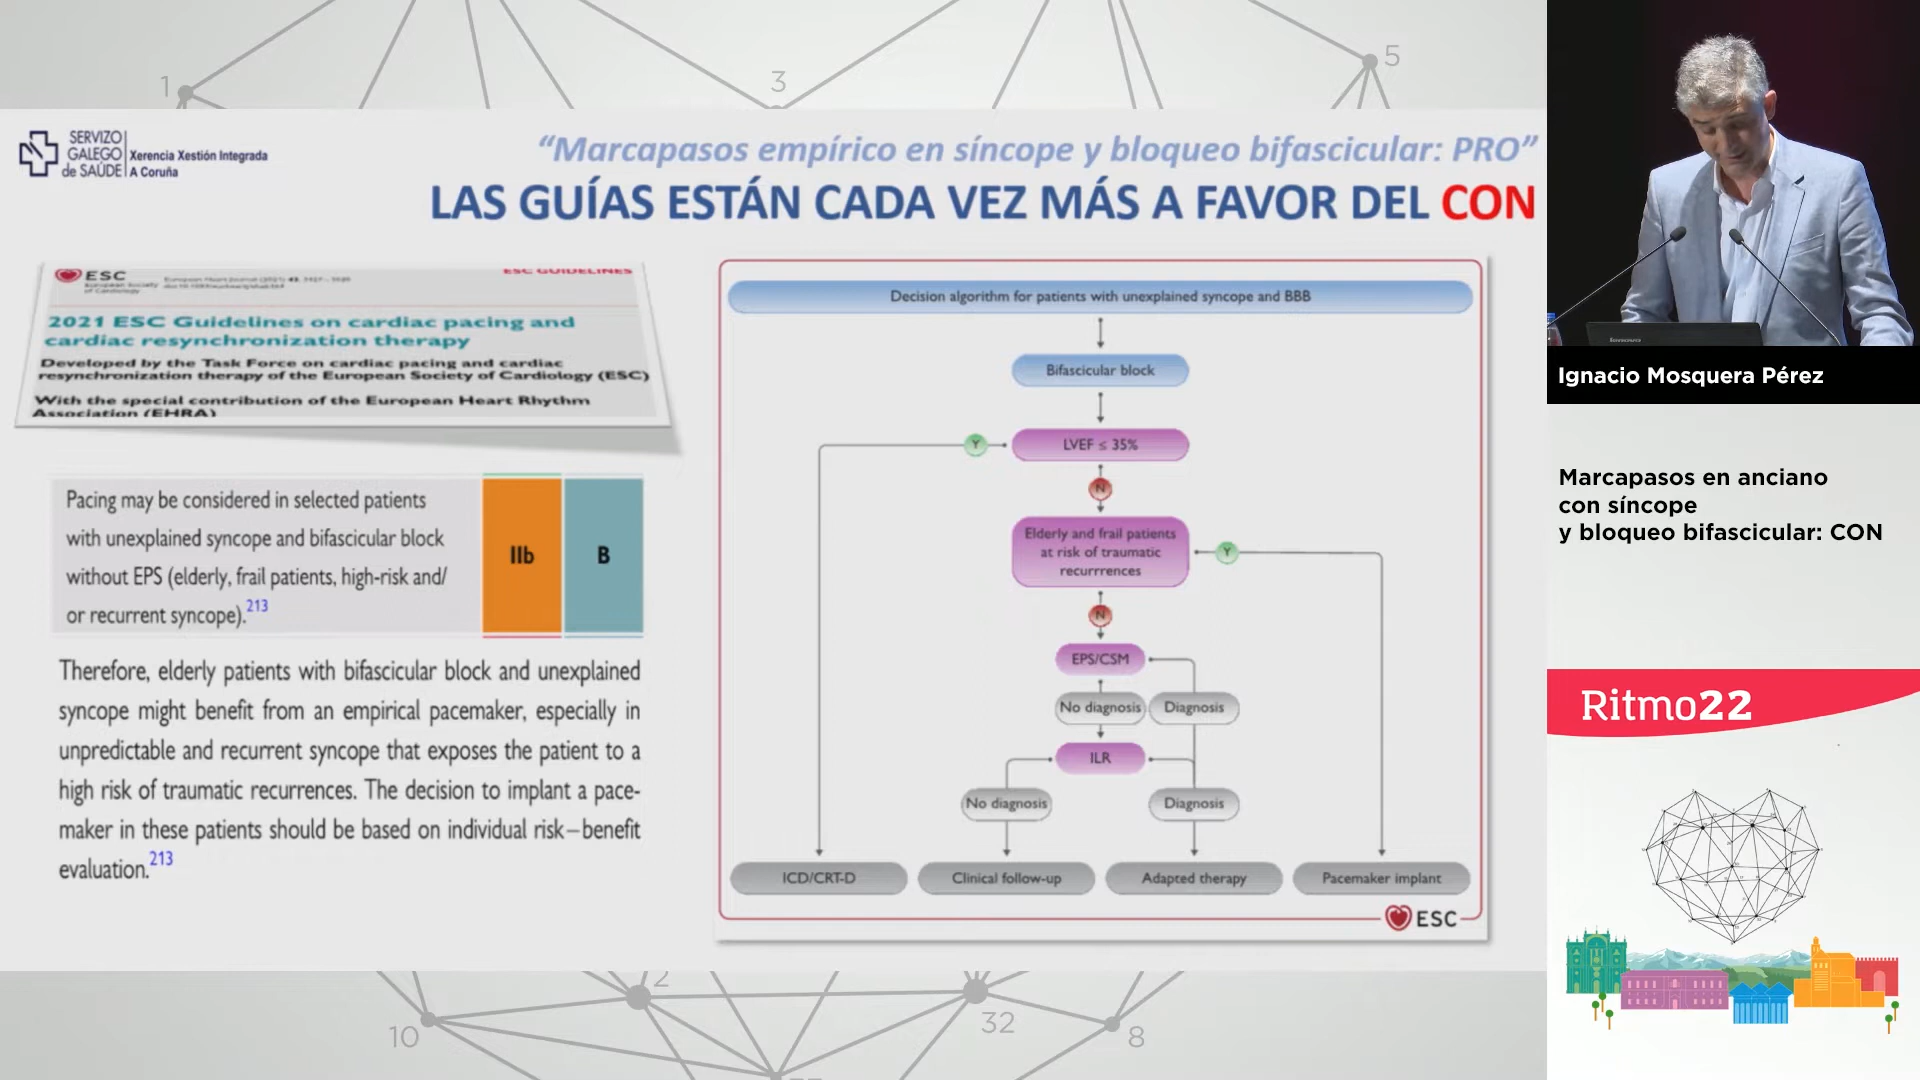 1
3
5
SERVIZO
GALEGO
de SAÚDE
Xerencia Xestión Integrada
A Coruña
“Marcapasos empírico en síncope y bloqueo bifascicular: PRO”
LAS GUÍAS ESTÁN CADA VEZ MÁS A FAVOR DEL CON
ESC
European Society
of Cardiology
ESC GUIDELINES
2021 ESC Guidelines on cardiac pacing and
cardiac resynchronization therapy
Developed by the Task Force on cardiac pacing and cardiac
resynchronization therapy of the European Society of Cardiology (ESC)
With the special contribution of the European Heart Rhythm
Association (EHRA)
Pacing may be considered in selected patients
with unexplained syncope and bifascicular block
without EPS (elderly, frail patients, high-risk and/
or recurrent syncope).213
IIb
B
Therefore, elderly patients with bifascicular block and unexplained
syncope might benefit from an empirical pacemaker, especially in
unpredictable and recurrent syncope that exposes the patient to a
high risk of traumatic recurrences. The decision to implant a pace-
maker in these patients should be based on individual risk–benefit
evaluation.213
Decision algorithm for patients with unexplained syncope and BBB
Bifascicular block
Y
LVEF ≤ 35%
N
Elderly and frail patients
at risk of traumatic
recurrrences
Y
N
EPS/CSM
No diagnosis
Diagnosis
ILR
No diagnosis
Diagnosis
ICD/CRT-D
Clinical follow-up
Adapted therapy
Pacemaker implant
ESC
10
32
8
Ignacio Mosquera Pérez
Marcapasos en anciano
con síncope
y bloqueo bifascicular: CON
Ritmo22